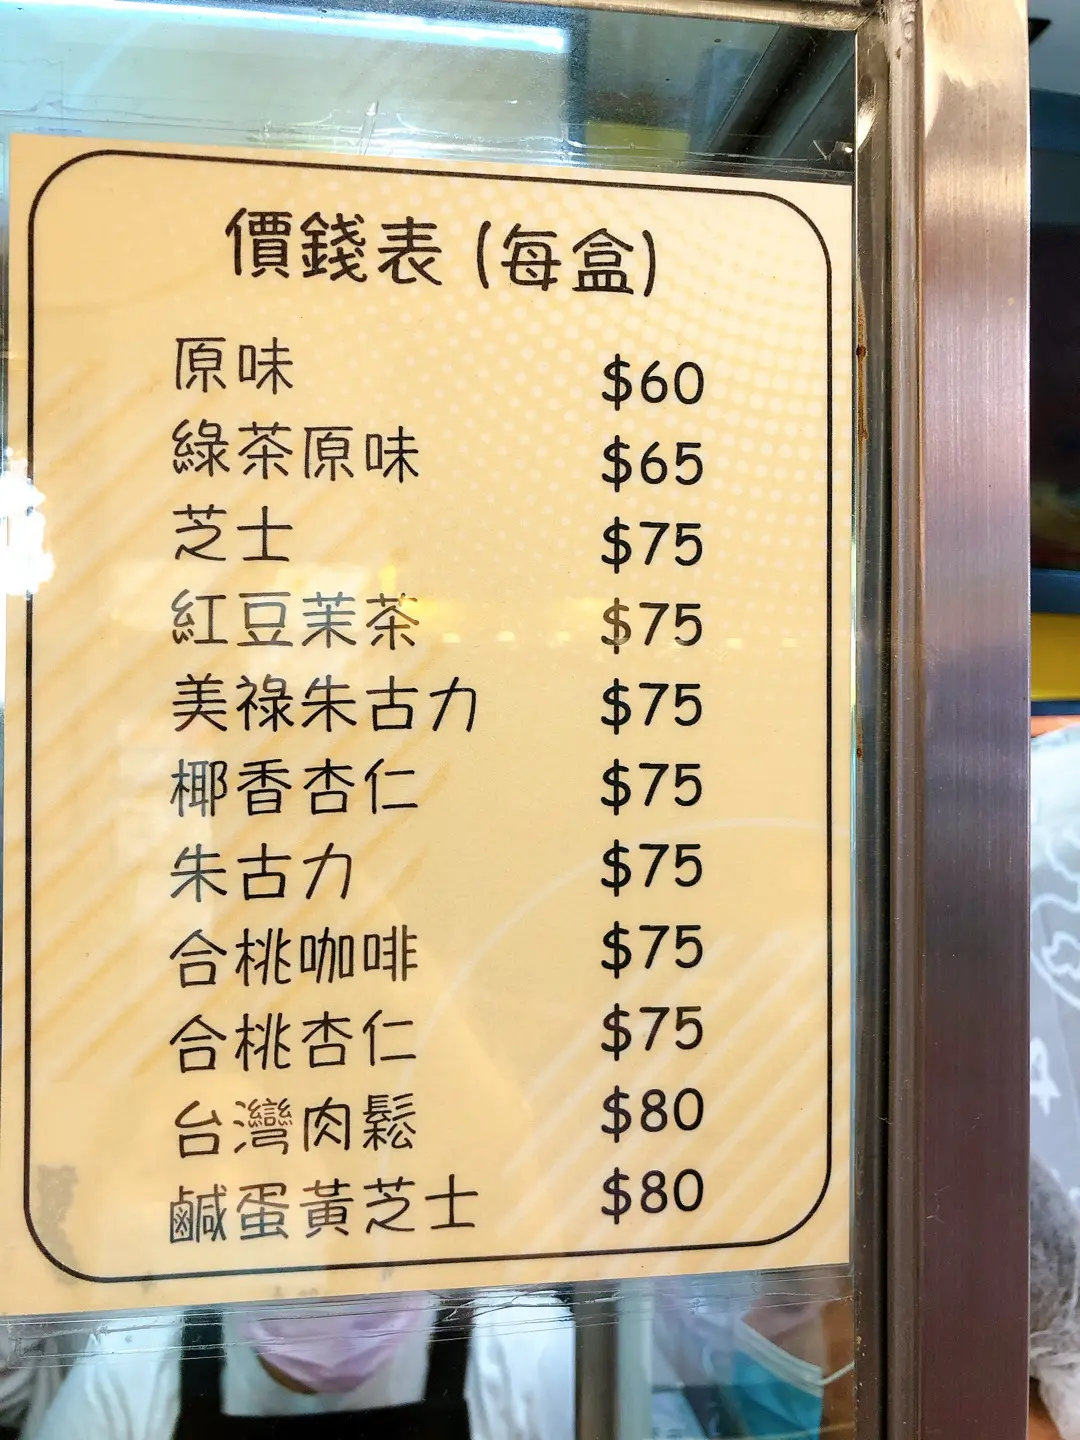 價錢表 (每盒)
原味 $60
綠茶原味 $65
芝士 $75
紅豆茉茶 $75
美祿朱古力 $75
椰香杏仁 $75
朱古力 $75
合桃咖啡 $75
合桃杏仁 $75
台灣肉鬆 $80
鹹蛋黃芝士 $80